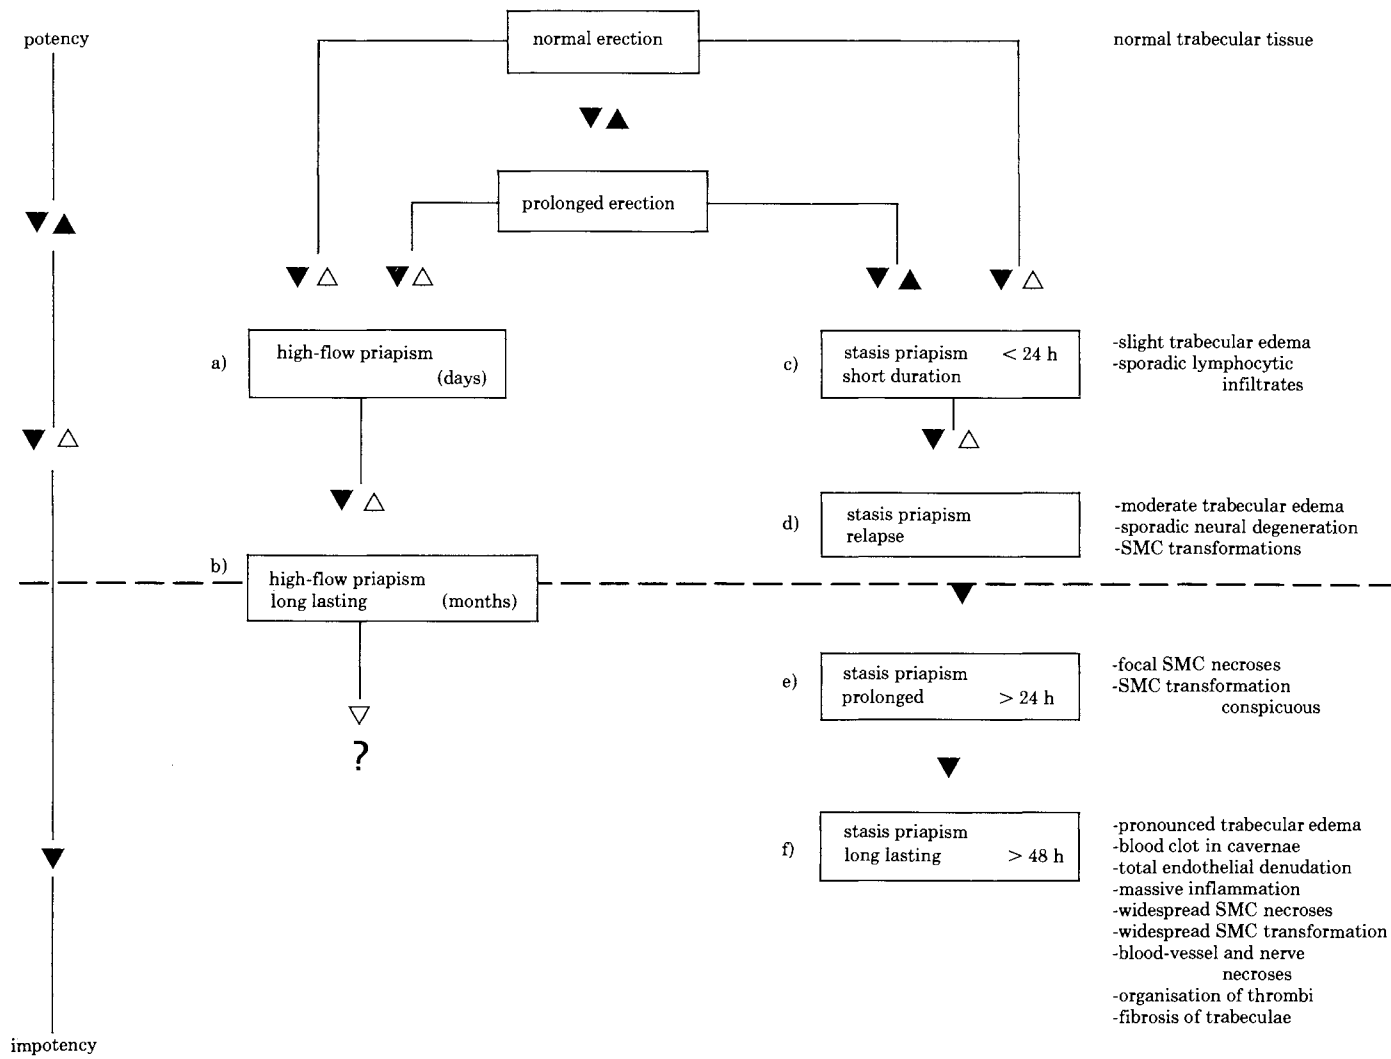 potency
normal erection
normal trabecular tissue
prolonged erection
a)
high-flow priapism
(days)
c)
stasis priapism < 24 h
short duration
-slight trabecular edema
-sporadic lymphocytic
infiltrates
d)
stasis priapism
relapse
-moderate trabecular edema
-sporadic neural degeneration
-SMC transformations
b)
high-flow priapism
long lasting (months)
?
e)
stasis priapism
prolonged > 24 h
-focal SMC necroses
-SMC transformation
conspicuous
f)
stasis priapism
long lasting > 48 h
-pronounced trabecular edema
-blood clot in cavernae
-total endothelial denudation
-massive inflammation
-widespread SMC necroses
-widespread SMC transformation
-blood-vessel and nerve
necroses
-organisation of thrombi
-fibrosis of trabeculae
impotency